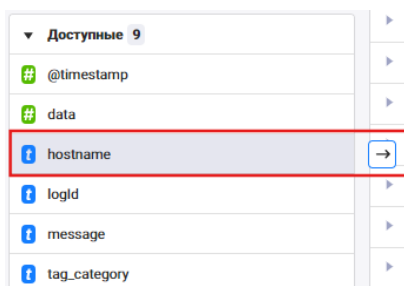 Доступные 9
# @timestamp
# data
t hostname →
t logId
t message
t tag_category